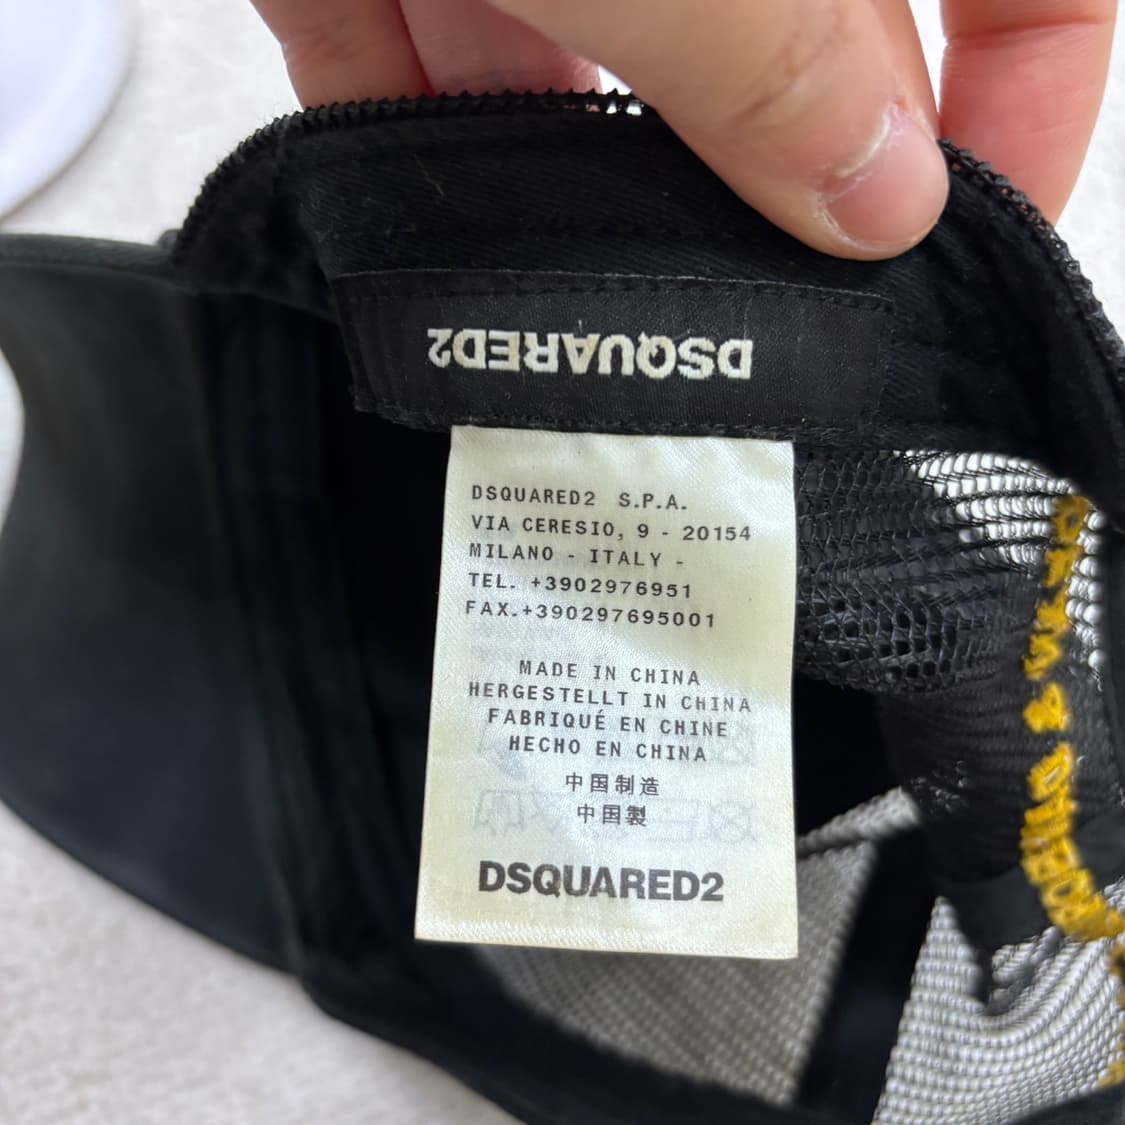 DSQUARED2
DSQUARED2 S.P.A.
VIA CERESIO, 9 - 20154
MILANO - ITALY -
TEL. +3902976951
FAX.+390297695001
MADE IN CHINA
HERGESTELLT IN CHINA
FABRIQUÉ EN CHINE
HECHO EN CHINA
中国制造
中国製
DSQUARED2